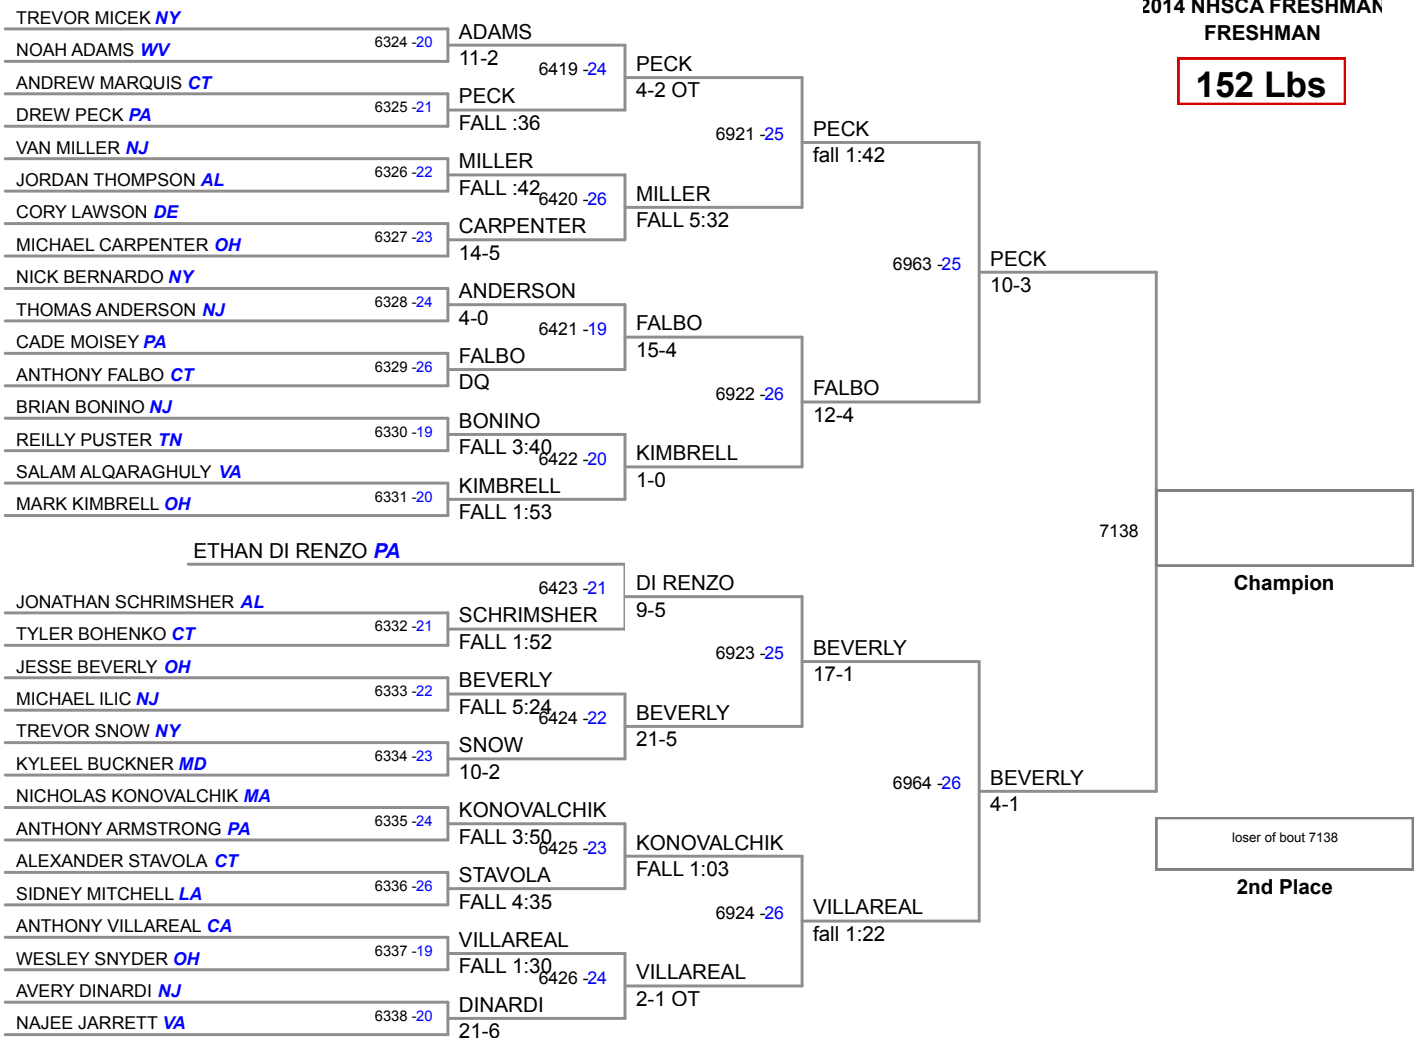 2014 NHSCA FRESHMAN
FRESHMAN
152 Lbs
TREVOR MICEK NY
NOAH ADAMS WV
ANDREW MARQUIS CT
DREW PECK PA
VAN MILLER NJ
JORDAN THOMPSON AL
CORY LAWSON DE
MICHAEL CARPENTER OH
NICK BERNARDO NY
THOMAS ANDERSON NJ
CADE MOISEY PA
ANTHONY FALBO CT
BRIAN BONINO NJ
REILLY PUSTER TN
SALAM ALQARAGHULY VA
MARK KIMBRELL OH
ETHAN DI RENZO PA
JONATHAN SCHRIMSHER AL
TYLER BOHENKO CT
JESSE BEVERLY OH
MICHAEL ILIC NJ
TREVOR SNOW NY
KYLEEL BUCKNER MD
NICHOLAS KONOVALCHIK MA
ANTHONY ARMSTRONG PA
ALEXANDER STAVOLA CT
SIDNEY MITCHELL LA
ANTHONY VILLAREAL CA
WESLEY SNYDER OH
AVERY DINARDI NJ
NAJEE JARRETT VA
6324 -20
6325 -21
6326 -22
6327 -23
6328 -24
6329 -26
6330 -19
6331 -20
6332 -21
6333 -22
6334 -23
6335 -24
6336 -26
6337 -19
6338 -20
ADAMS
11-2
PECK
FALL :36
MILLER
FALL :42
CARPENTER
14-5
ANDERSON
4-0
FALBO
DQ
BONINO
FALL 3:40
KIMBRELL
FALL 1:53
SCHRIMSHER
FALL 1:52
BEVERLY
FALL 5:24
SNOW
10-2
KONOVALCHIK
FALL 3:50
STAVOLA
FALL 4:35
VILLAREAL
FALL 1:30
DINARDI
21-6
6419 -24
6420 -26
6421 -19
6422 -20
6423 -21
6424 -22
6425 -23
6426 -24
PECK
4-2 OT
MILLER
FALL 5:32
FALBO
15-4
KIMBRELL
1-0
DI RENZO
9-5
BEVERLY
21-5
KONOVALCHIK
FALL 1:03
VILLAREAL
2-1 OT
6921 -25
6922 -26
6923 -25
6924 -26
PECK
fall 1:42
FALBO
12-4
BEVERLY
17-1
VILLAREAL
fall 1:22
6963 -25
6964 -26
PECK
10-3
BEVERLY
4-1
7138
Champion
loser of bout 7138
2nd Place